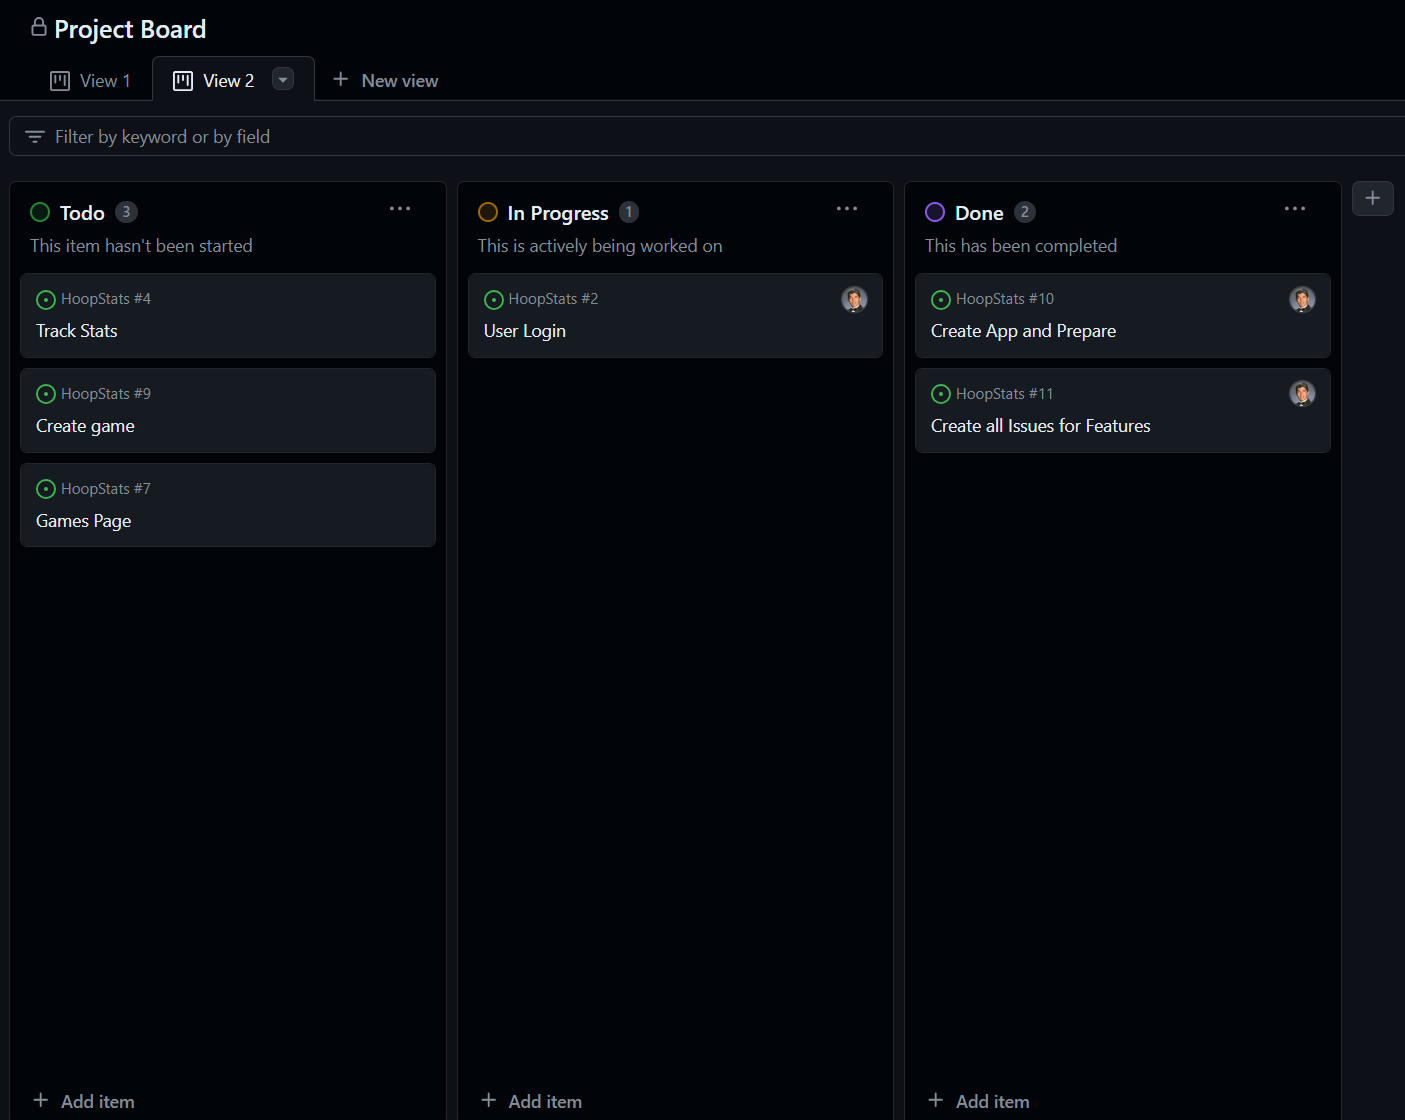 Project Board
View 1
View 2
New view
Filter by keyword or by field
Todo 3
This item hasn't been started
HoopStats #4
Track Stats
HoopStats #9
Create game
HoopStats #7
Games Page
Add item
In Progress 1
This is actively being worked on
HoopStats #2
User Login
Add item
Done 2
This has been completed
HoopStats #10
Create App and Prepare
HoopStats #11
Create all Issues for Features
Add item